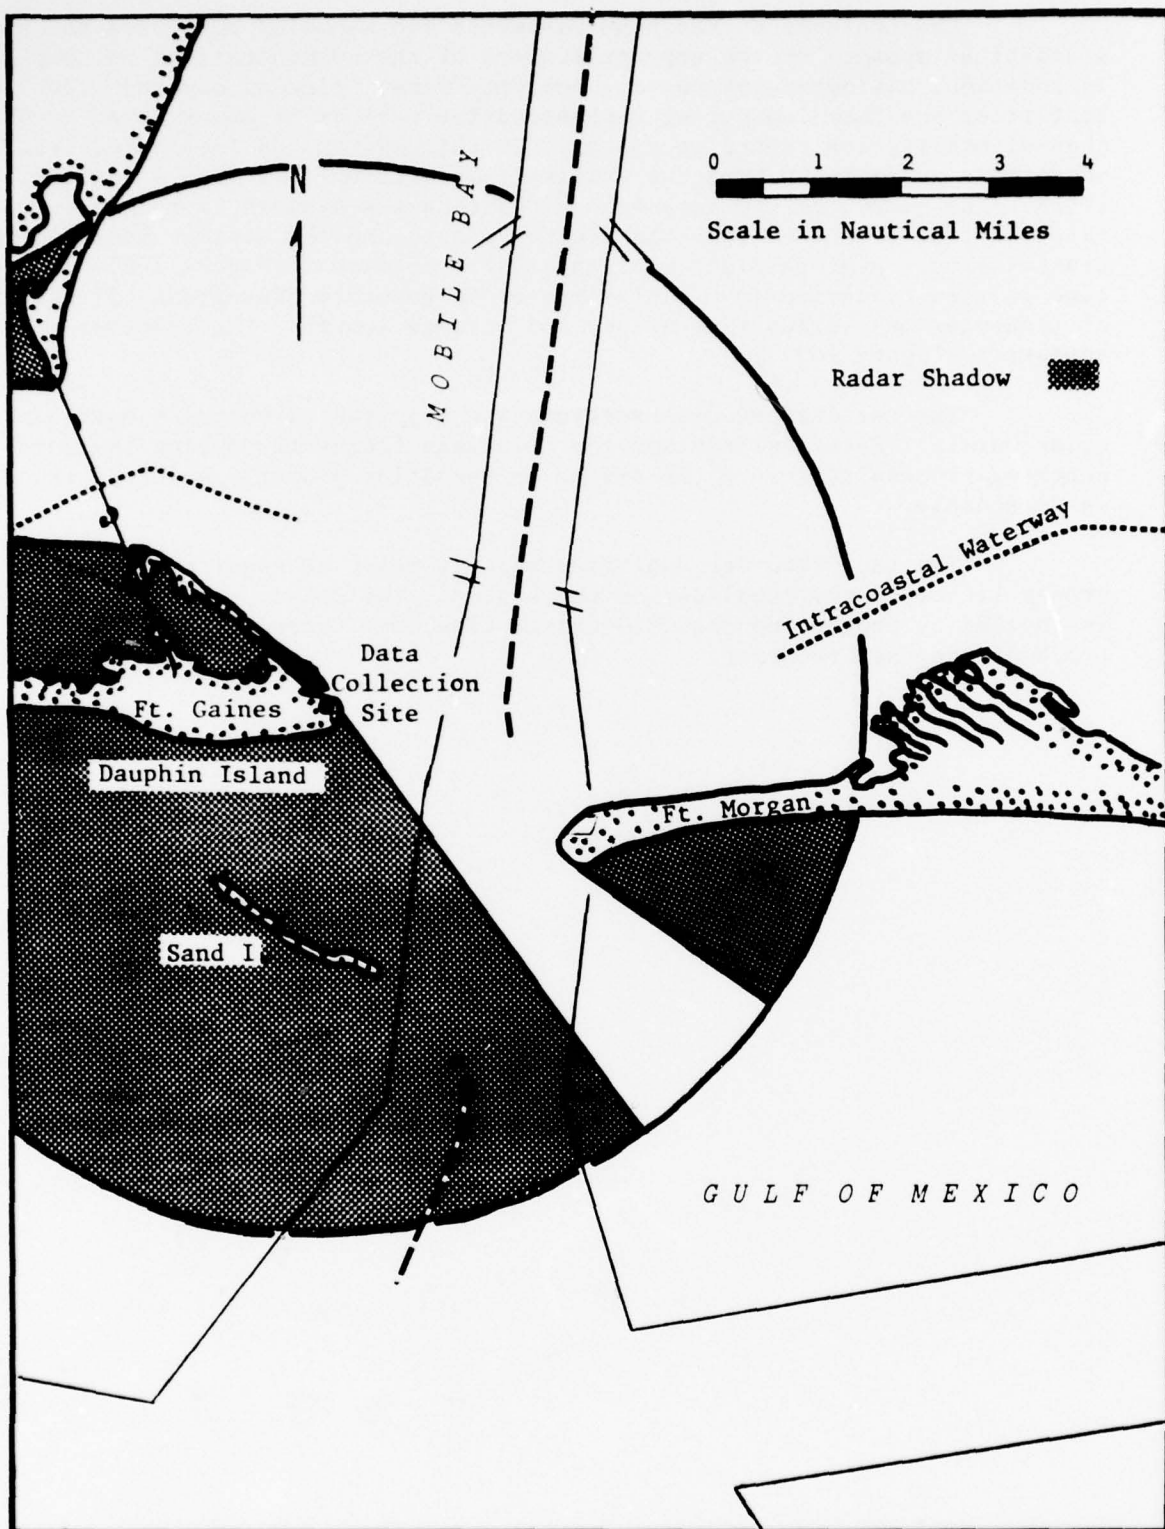 N
MOBILE BAY
0 1 2 3 4
Scale in Nautical Miles
Radar Shadow
Intracoastal Waterway
Data
Collection
Site
Ft. Gaines
Dauphin Island
Ft. Morgan
Sand I
GULF OF MEXICO